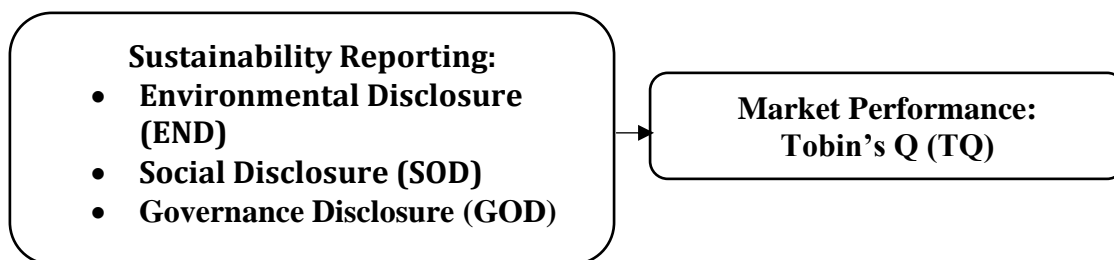 Sustainability Reporting:
• Environmental Disclosure
(END)
• Social Disclosure (SOD)
• Governance Disclosure (GOD)
Market Performance:
Tobin’s Q (TQ)